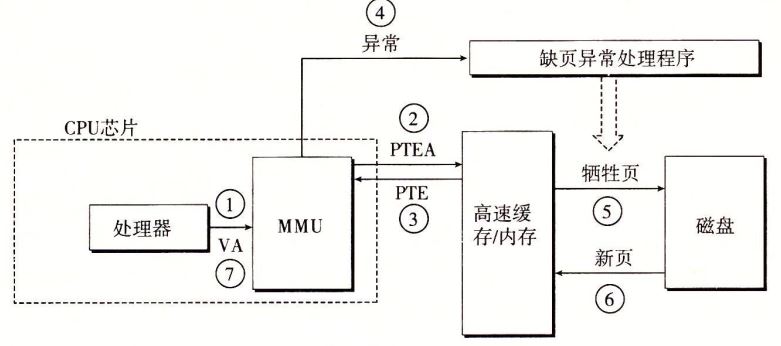 ④
异常
缺页异常处理程序
CPU芯片
②
PTEA
PTE
③
①
处理器
VA
⑦
MMU
高速缓
存/内存
牺牲页
⑤
新页
⑥
磁盘